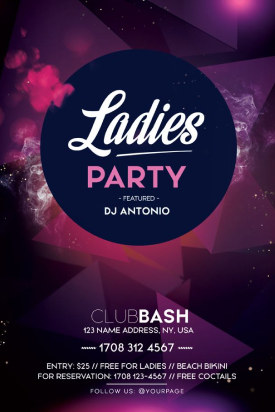 Ladies
PARTY
- FEATURED -
DJ ANTONIO
CLUBBASH
123 NAME ADDRESS, NY, USA
1708 312 4567
ENTRY: $25 // FREE FOR LADIES // BEACH BIKINI
FOR RESERVATION: 1708 123-4567 // FREE COCTAILS
FOLLOW US: @YOURPAGE